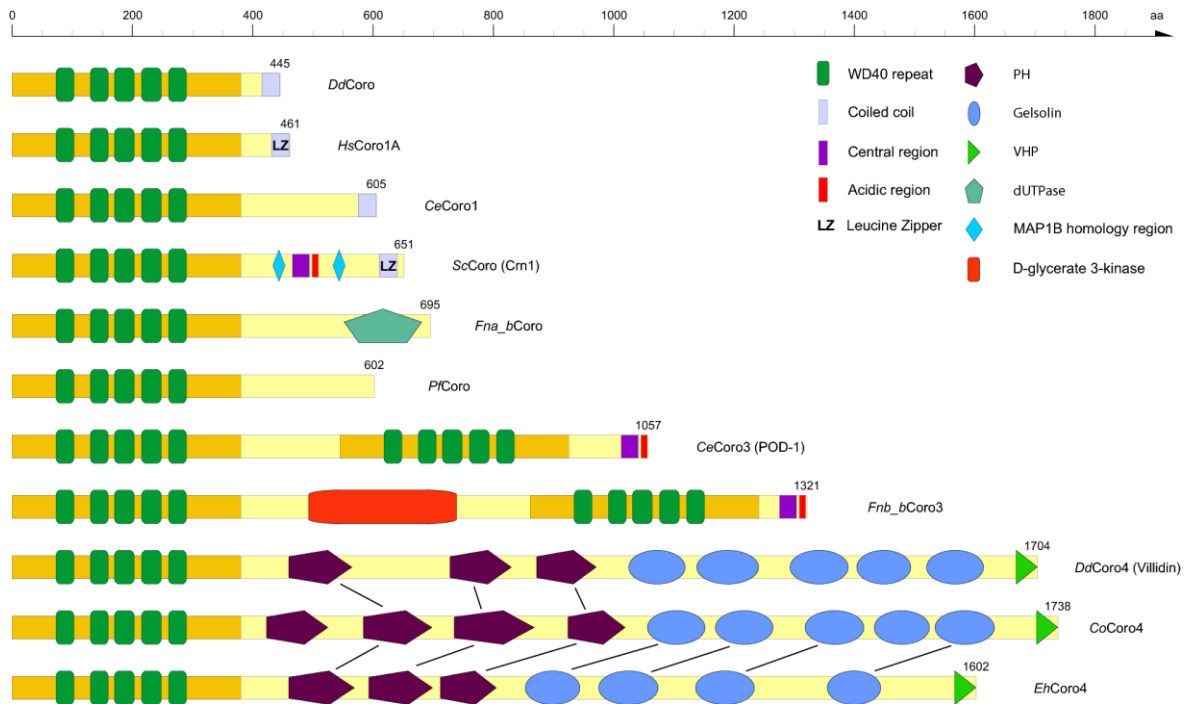 0 200 400 600 800 1000 1200 1400 1600 1800 aa
445
DdCoro
461
LZ
HsCoro1A
605
CeCoro1
651
LZ
ScCoro (Crn1)
695
Fna_bCoro
602
PfCoro
1057
CeCoro3 (POD-1)
1321
Fnb_bCoro3
1704
DdCoro4 (Villidin)
1738
CoCoro4
1602
EhCoro4
WD40 repeat
Coiled coil
Central region
Acidic region
LZ Leucine Zipper
PH
Gelsolin
VHP
dUTPase
MAP1B homology region
D-glycerate 3-kinase